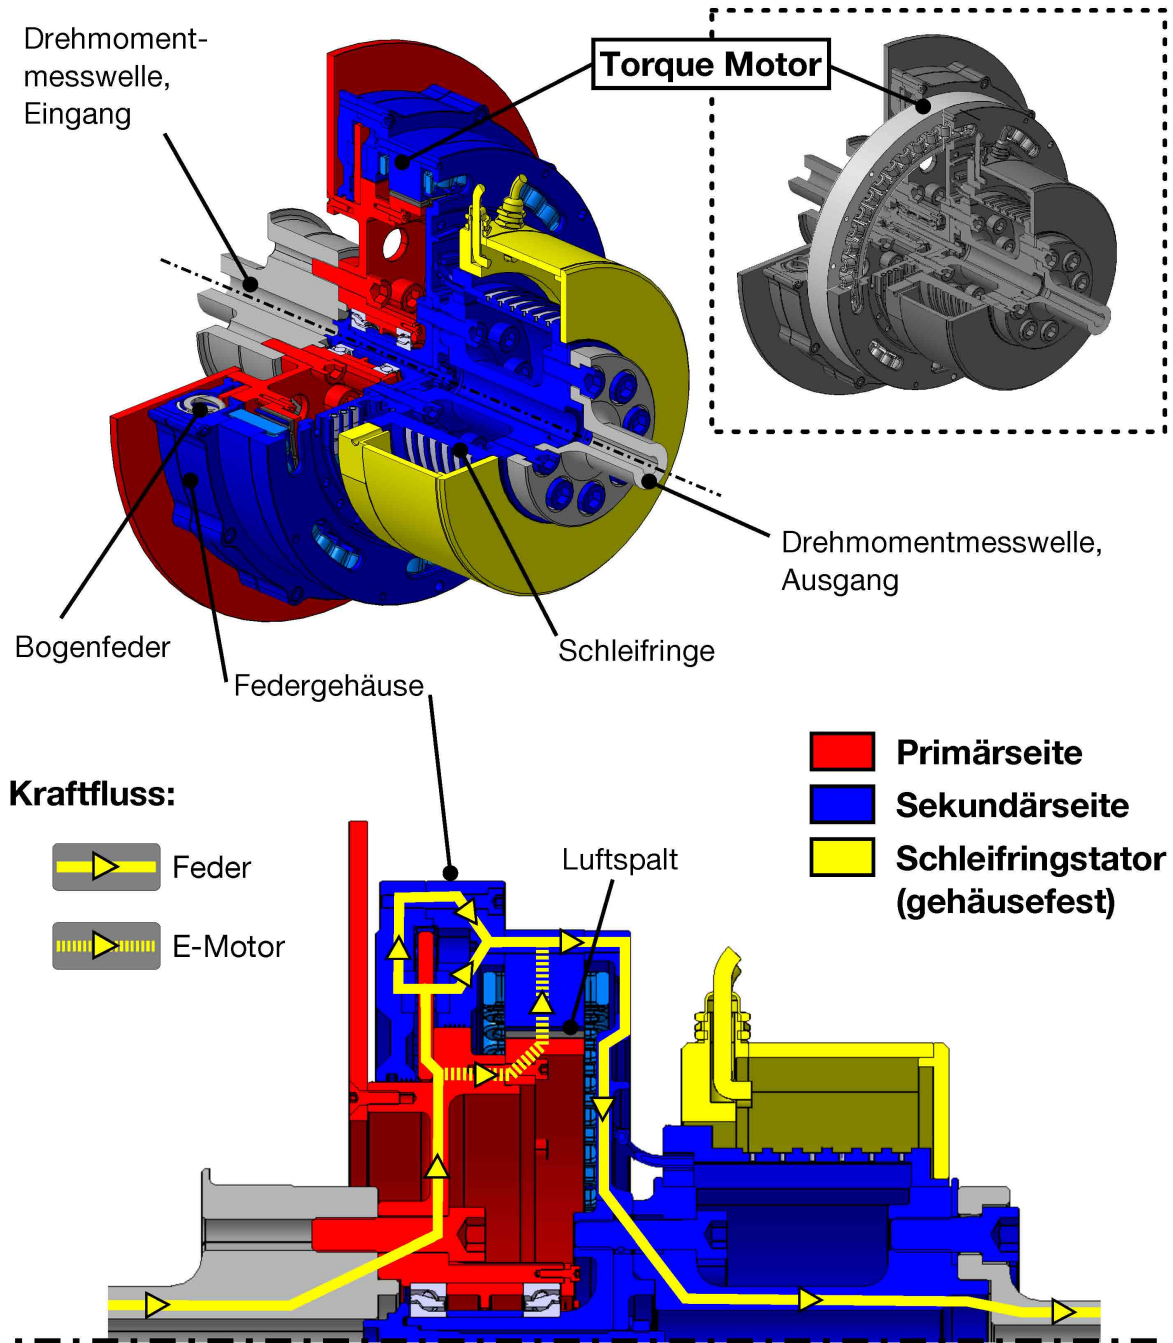 Drehmoment-
messwelle,
Eingang
Torque Motor
Drehmomentmesswelle,
Ausgang
Bogenfeder
Schleifringe
Federgehäuse
Primärseite
Sekundärseite
Schleifringstator
(gehäusefest)
Kraftfluss:
Feder
E-Motor
Luftspalt